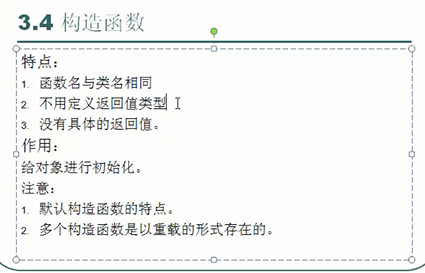 3.4 构造函数
特点：
1. 函数名与类名相同
2. 不用定义返回值类型
3. 没有具体的返回值。
作用：
给对象进行初始化。
注意：
1. 默认构造函数的特点。
2. 多个构造函数是以重载的形式存在的。